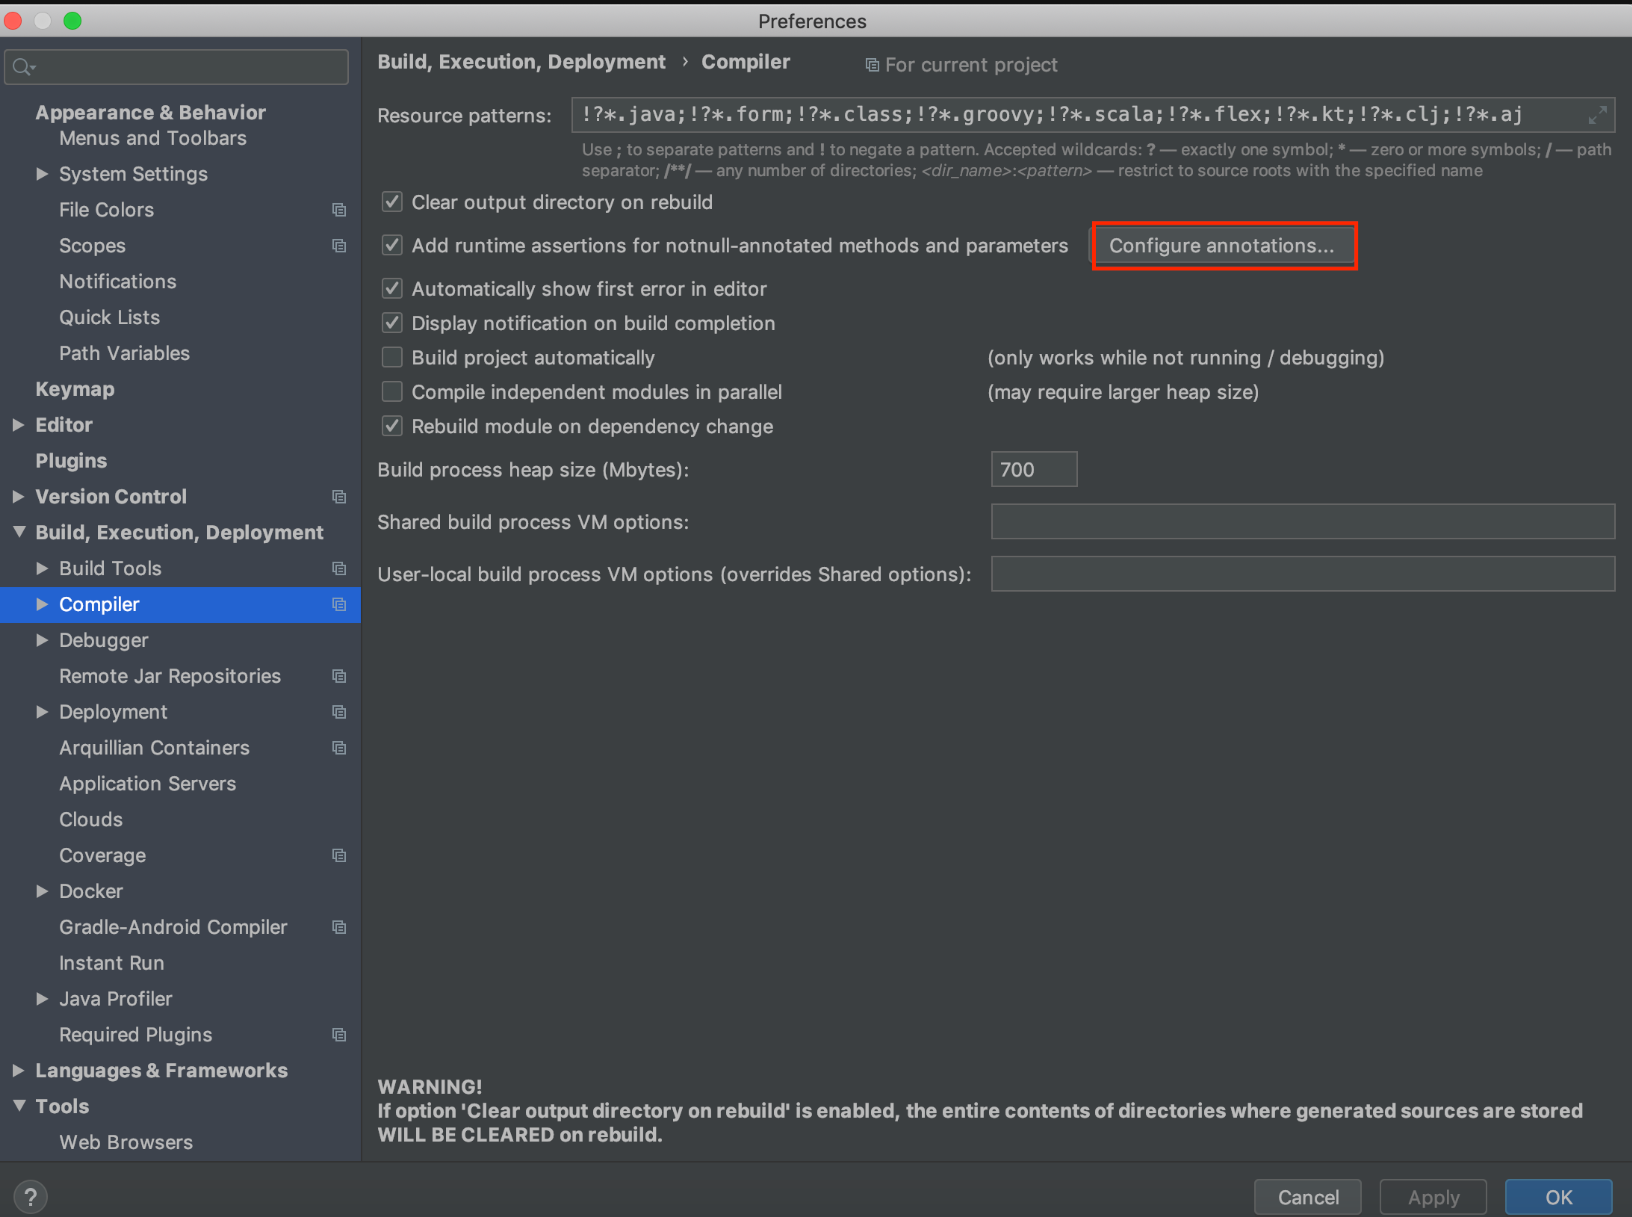 Preferences
Appearance & Behavior
Menus and Toolbars
System Settings
File Colors
Scopes
Notifications
Quick Lists
Path Variables
Keymap
Editor
Plugins
Version Control
Build, Execution, Deployment
Build Tools
Compiler
Debugger
Remote Jar Repositories
Deployment
Arquillian Containers
Application Servers
Clouds
Coverage
Docker
Gradle-Android Compiler
Instant Run
Java Profiler
Required Plugins
Languages & Frameworks
Tools
Web Browsers
Build, Execution, Deployment › Compiler For current project
Resource patterns: !?*.java;!?*.form;!?*.class;!?*.groovy;!?*.scala;!?*.flex;!?*.kt;!?*.clj;!?*.aj
Use ; to separate patterns and ! to negate a pattern. Accepted wildcards: ? — exactly one symbol; * — zero or more symbols; / — path
separator; /**/ — any number of directories; <dir_name>:<pattern> — restrict to source roots with the specified name
Clear output directory on rebuild
Add runtime assertions for notnull-annotated methods and parameters Configure annotations...
Automatically show first error in editor
Display notification on build completion
Build project automatically (only works while not running / debugging)
Compile independent modules in parallel (may require larger heap size)
Rebuild module on dependency change
Build process heap size (Mbytes): 700
Shared build process VM options:
User-local build process VM options (overrides Shared options):
WARNING!
If option 'Clear output directory on rebuild' is enabled, the entire contents of directories where generated sources are stored
WILL BE CLEARED on rebuild.
? Cancel Apply OK